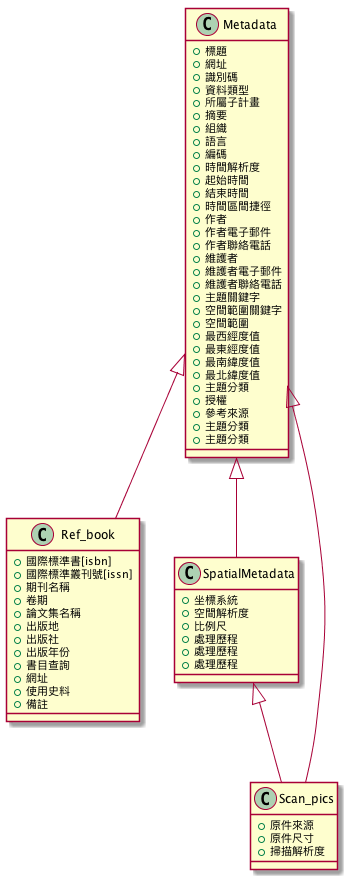 C Metadata
標題
網址
識別碼
資料類型
所屬子計畫
摘要
組織
語言
編碼
時間解析度
起始時間
結束時間
時間區間捷徑
作者
作者電子郵件
作者聯絡電話
維護者
維護者電子郵件
維護者聯絡電話
主題關鍵字
空間範圍關鍵字
空間範圍
最西經度值
最東經度值
最南緯度值
最北緯度值
主題分類
授權
參考來源
主題分類
主題分類
C Ref_book
國際標準書[isbn]
國際標準叢刊號[issn]
期刊名稱
卷期
論文集名稱
出版地
出版社
出版年份
書目查詢
網址
使用史料
備註
C SpatialMetadata
坐標系統
空間解析度
比例尺
處理歷程
處理歷程
處理歷程
C Scan_pics
原件來源
原件尺寸
掃描解析度